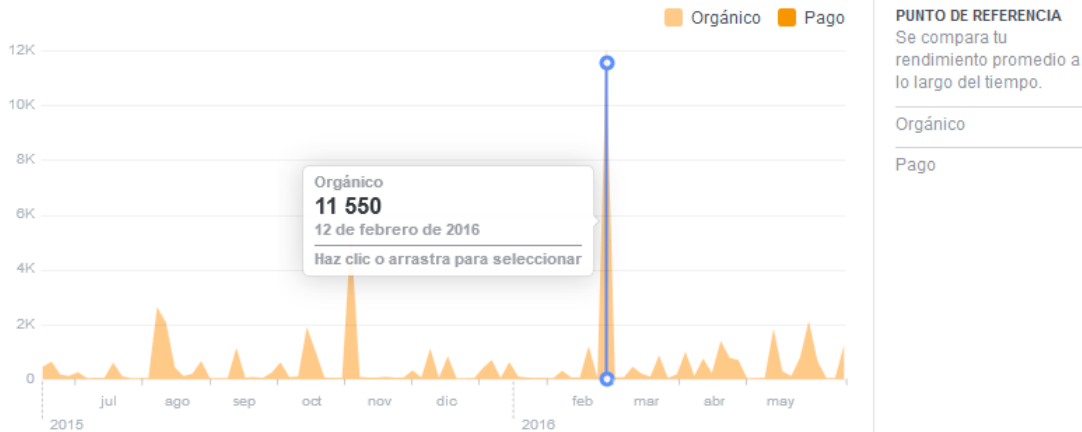 Orgánico
Pago
12K
10K
8K
6K
4K
2K
0
Orgánico
11 550
12 de febrero de 2016
Haz clic o arrastra para seleccionar
jul
ago
sep
oct
nov
dic
feb
mar
abr
may
2015
2016
PUNTO DE REFERENCIA
Se compara tu
rendimiento promedio a
lo largo del tiempo.
Orgánico
Pago